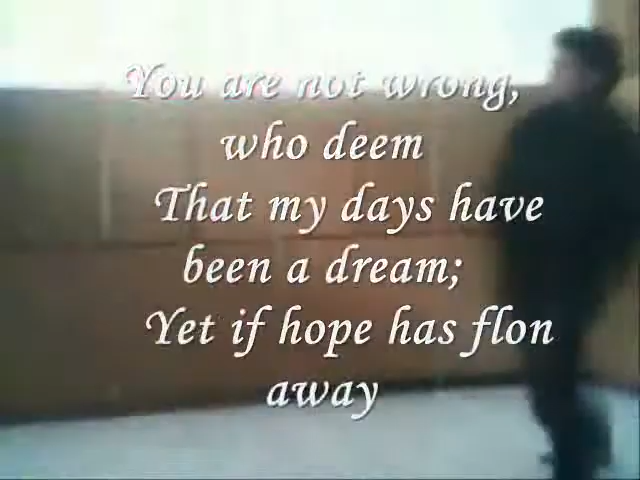 You are not wrong,
who deem
That my days have
been a dream;
Yet if hope has flon
away